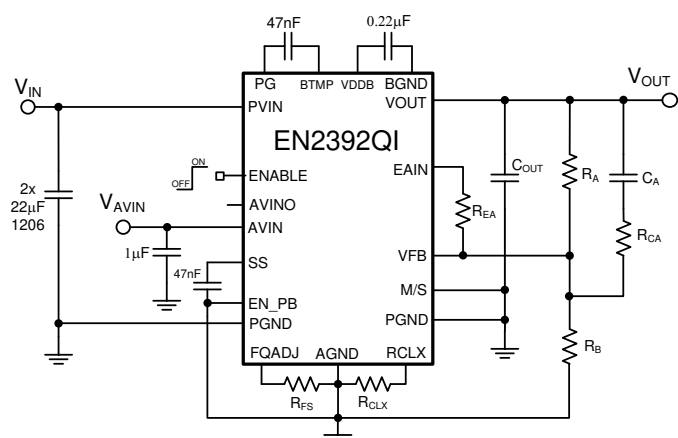 47nF
0.22μF
PG
BTMP
VDDB
BGND
VIN
PVIN
VOUT
VOUT
EN2392QI
ON
OFF
ENABLE
EAIN
COUT
RA
CA
2x
22μF
1206
VAVIN
AVINO
AVIN
REA
RCA
1μF
47nF
SS
VFB
EN_PB
M/S
PGND
PGND
RB
FQADJ
AGND
RCLX
RFS
RCLX